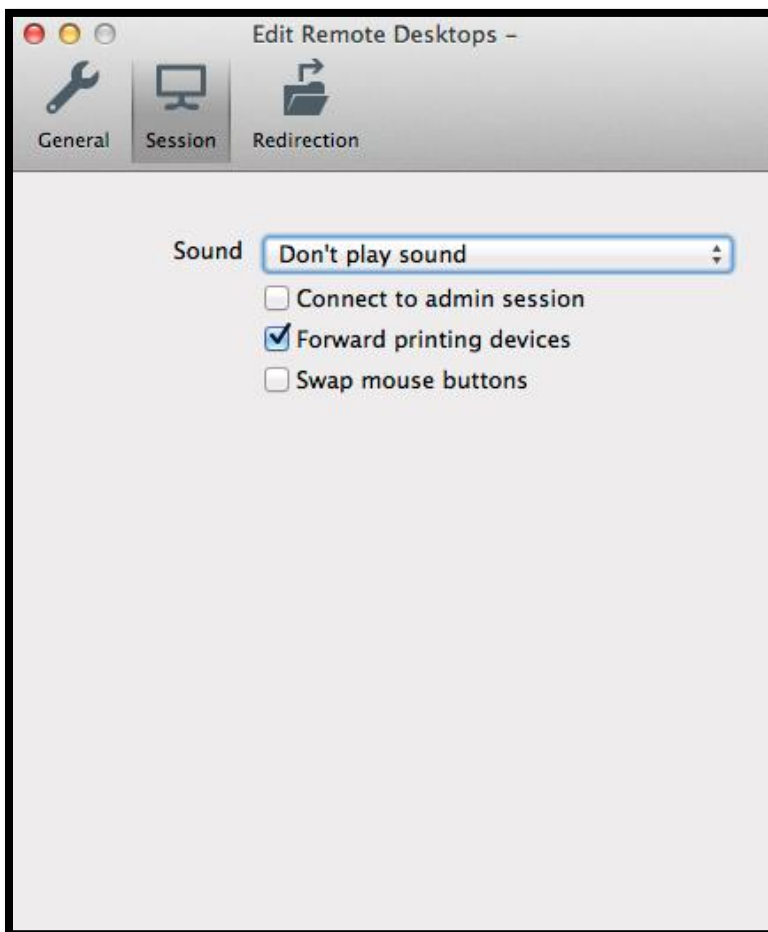 Edit Remote Desktops –
General Session Redirection
Sound Don't play sound
Connect to admin session
Forward printing devices
Swap mouse buttons